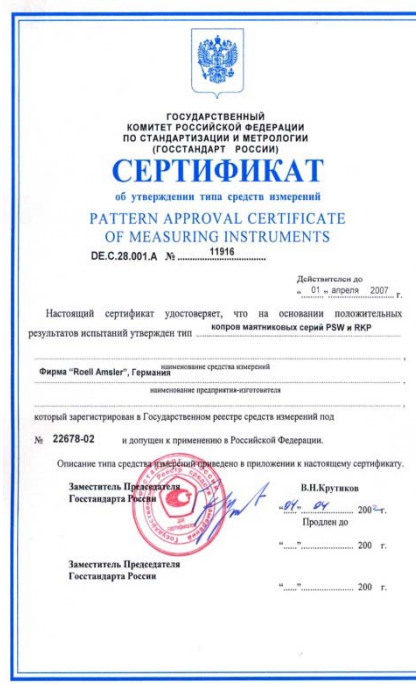 ГОСУДАРСТВЕННЫЙ
КОМИТЕТ РОССИЙСКОЙ ФЕДЕРАЦИИ
ПО СТАНДАРТИЗАЦИИ И МЕТРОЛОГИИ
(ГОССТАНДАРТ РОССИИ)
СЕРТИФИКАТ
об утверждении типа средств измерений
PATTERN APPROVAL CERTIFICATE
OF MEASURING INSTRUMENTS
DE.C.28.001.A № 11916
Действителен до
" 01 " апреля 2007 г.
Настоящий сертификат удостоверяет, что на основании положительных
результатов испытаний утвержден тип копров маятниковых серий PSW и RKP
наименование средства измерений
Фирма "Roell Amsler", Германия
наименование предприятия-изготовителя
который зарегистрирован в Государственном реестре средств измерений под
№ 22678-02 и допущен к применению в Российской Федерации.
Описание типа средства измерений приведено в приложении к настоящему сертификату.
Заместитель Председателя В.Н.Крутиков
Госстандарта России
"04" 04 2002 г.
Продлен до
"......" 200 г.
Заместитель Председателя
Госстандарта России
"......" 200 г.